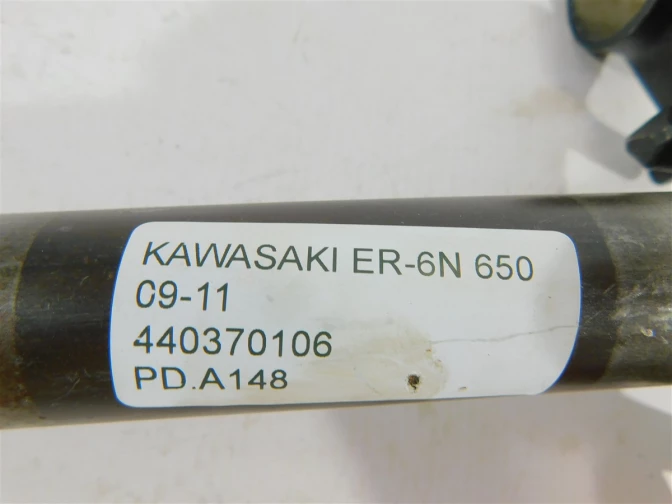 KAWASAKI ER-6N 650
09-11
440370106
PD.A148